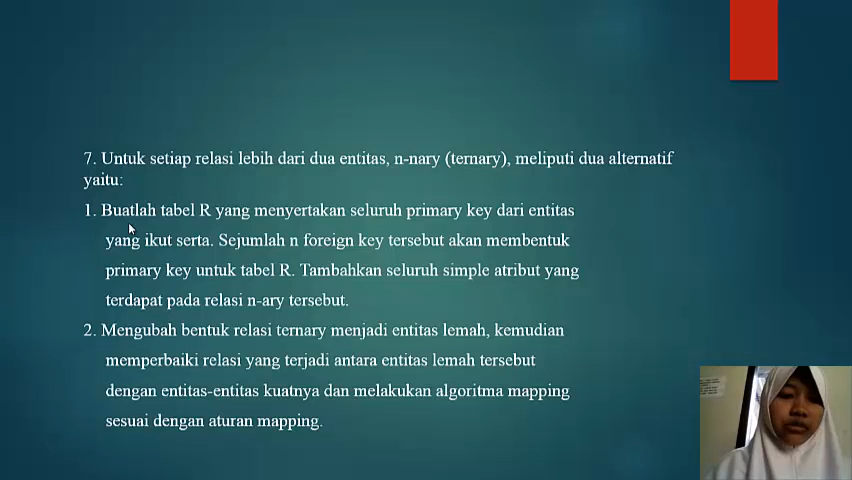 7. Untuk setiap relasi lebih dari dua entitas, n-nary (ternary), meliputi dua alternatif
yaitu:
1. Buatlah tabel R yang menyertakan seluruh primary key dari entitas
yang ikut serta. Sejumlah n foreign key tersebut akan membentuk
primary key untuk tabel R. Tambahkan seluruh simple atribut yang
terdapat pada relasi n-ary tersebut.
2. Mengubah bentuk relasi ternary menjadi entitas lemah, kemudian
memperbaiki relasi yang terjadi antara entitas lemah tersebut
dengan entitas-entitas kuatnya dan melakukan algoritma mapping
sesuai dengan aturan mapping.